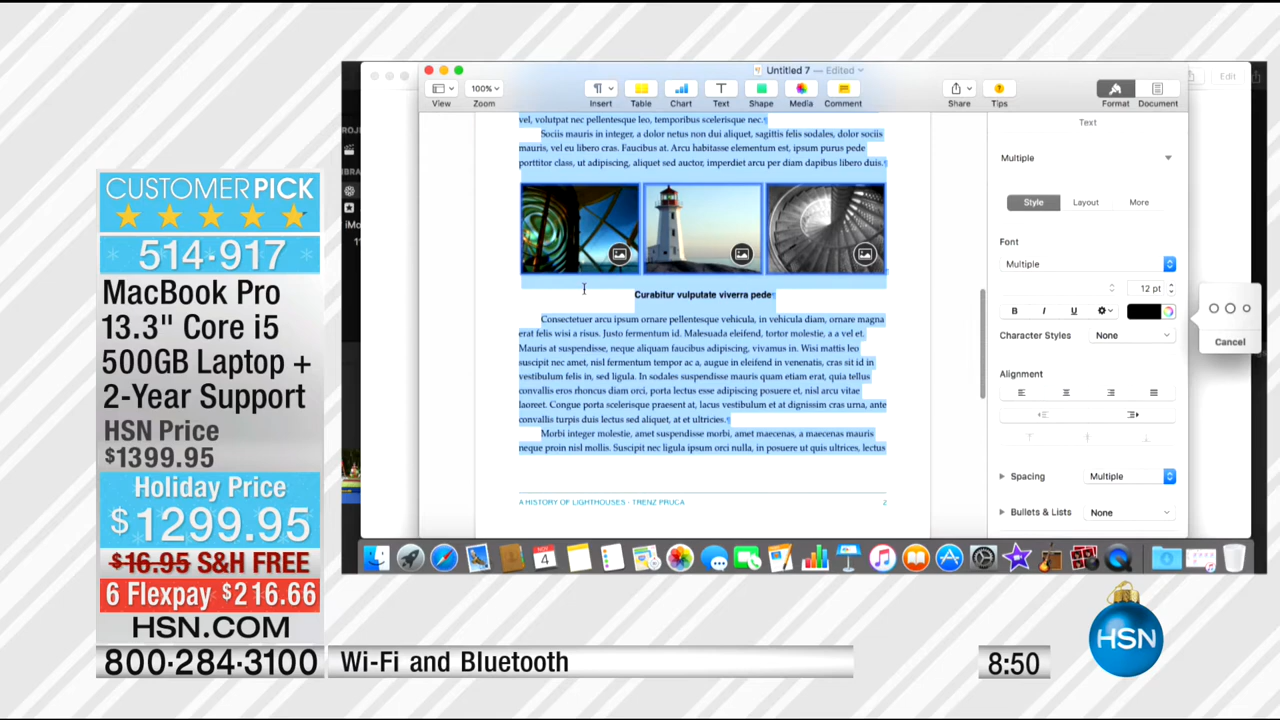 CUSTOMER PICK
514-917
MacBook Pro
13.3" Core i5
500GB Laptop +
2-Year Support
HSN Price
$1399.95
Holiday Price
$1299.95
$16.95 S&H FREE
6 Flexpay $216.66
HSN.COM
800-284-3100
Wi-Fi and Bluetooth
8:50
HSN
Untitled 7 — Edited
Edit
100%
View
Zoom
Insert
Table
Chart
Text
Shape
Media
Comment
Share
Tips
Format
Document
vel, volutpat nec pellentesque leo, temporibus scelerisque nec.¶
Sociis mauris in integer, a dolor netus non dui aliquet, sagittis felis sodales, dolor sociis
mauris, vel eu libero cras. Faucibus at. Arcu habitasse elementum est, ipsum purus pede
porttitor class, ut adipiscing, aliquet sed auctor, imperdiet arcu per diam dapibus libero duis.¶
Curabitur vulputate viverra pede¶
Consectetuer arcu ipsum ornare pellentesque vehicula, in vehicula diam, ornare magna
erat felis wisi a risus. Justo fermentum id. Malesuada eleifend, tortor molestie, a a vel et.
Mauris at suspendisse, neque aliquam faucibus adipiscing, vivamus in. Wisi mattis leo
suscipit nec amet, nisl fermentum tempor ac a, augue in eleifend in venenatis, cras sit id in
vestibulum felis in, sed ligula. In sodales suspendisse mauris quam etiam erat, quia tellus
convallis eros rhoncus diam orci, porta lectus esse adipiscing posuere et, nisl arcu vitae
laoreet. Congue porta scelerisque praesent at, lacus vestibulum et at dignissim cras urna, ante
convallis turpis duis lectus sed aliquet, at et ultricies.¶
Morbi integer molestie, amet suspendisse morbi, amet maecenas, a maecenas mauris
neque proin nisl mollis. Suscipit nec ligula ipsum orci nulla, in posuere ut quis ultrices, lectus
A HISTORY OF LIGHTHOUSES - TRENZ PRUCA 2
Text
Multiple
Style Layout More
Font
Multiple
12 pt
B I U
Character Styles None
Alignment
Spacing Multiple
Bullets & Lists None
Cancel
NOV
4